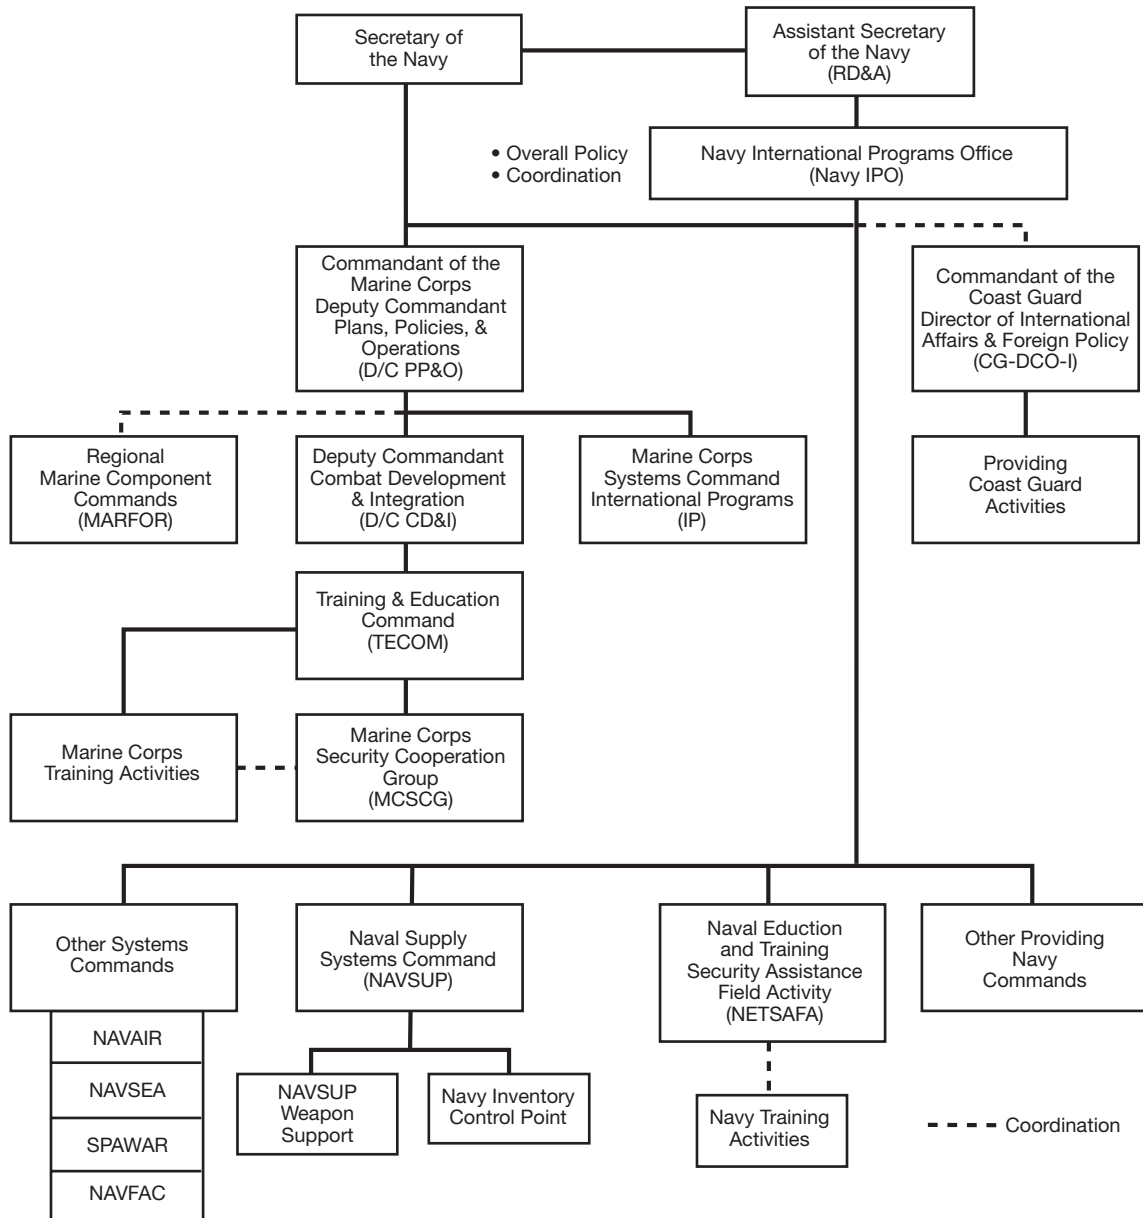 Secretary of
the Navy
Assistant Secretary
of the Navy
(RD&A)
• Overall Policy
• Coordination
Navy International Programs Office
(Navy IPO)
Commandant of the
Marine Corps
Deputy Commandant
Plans, Policies, &
Operations
(D/C PP&O)
Commandant of the
Coast Guard
Director of International
Affairs & Foreign Policy
(CG-DCO-I)
Regional
Marine Component
Commands
(MARFOR)
Deputy Commandant
Combat Development
& Integration
(D/C CD&I)
Marine Corps
Systems Command
International Programs
(IP)
Providing
Coast Guard
Activities
Training & Education
Command
(TECOM)
Marine Corps
Training Activities
Marine Corps
Security Cooperation
Group
(MCSCG)
Other Systems
Commands
Naval Supply
Systems Command
(NAVSUP)
Naval Eduction
and Training
Security Assistance
Field Activity
(NETSAFA)
Other Providing
Navy
Commands
NAVAIR
NAVSEA
SPAWAR
NAVFAC
NAVSUP
Weapon
Support
Navy Inventory
Control Point
Navy Training
Activities
Coordination